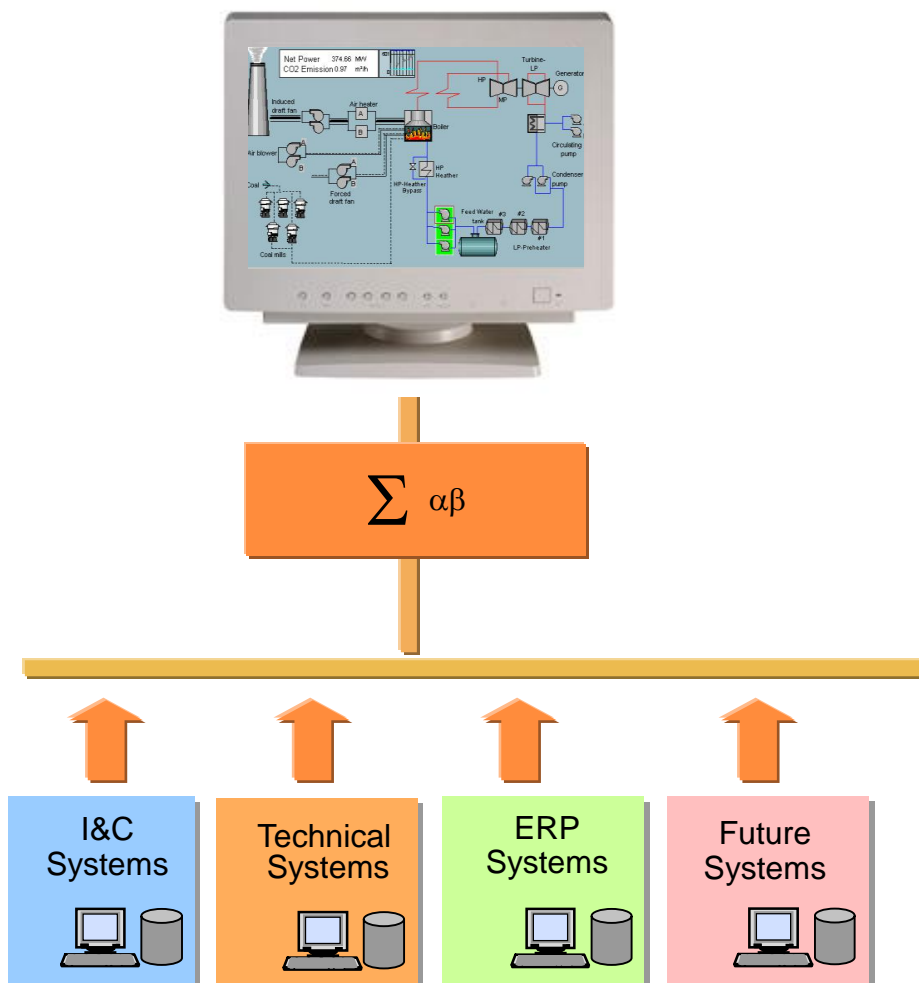 Net Power 374.66 MW
CO2 Emission 0.97 m³/h
Turbine-
LP
HP
MP
Generator
G
Induced
draft fan
Air heater
A
B
Boiler
Air blower
A
B
A
B
Forced
draft fan
Coal
Coal mills
HP
Heather
HP-Heather
Bypass
Circulating
pump
Condenser
pump
Feed Water
tank
#3
#2
#1
LP-Preheater
∑ αβ
I&C
Systems
Technical
Systems
ERP
Systems
Future
Systems